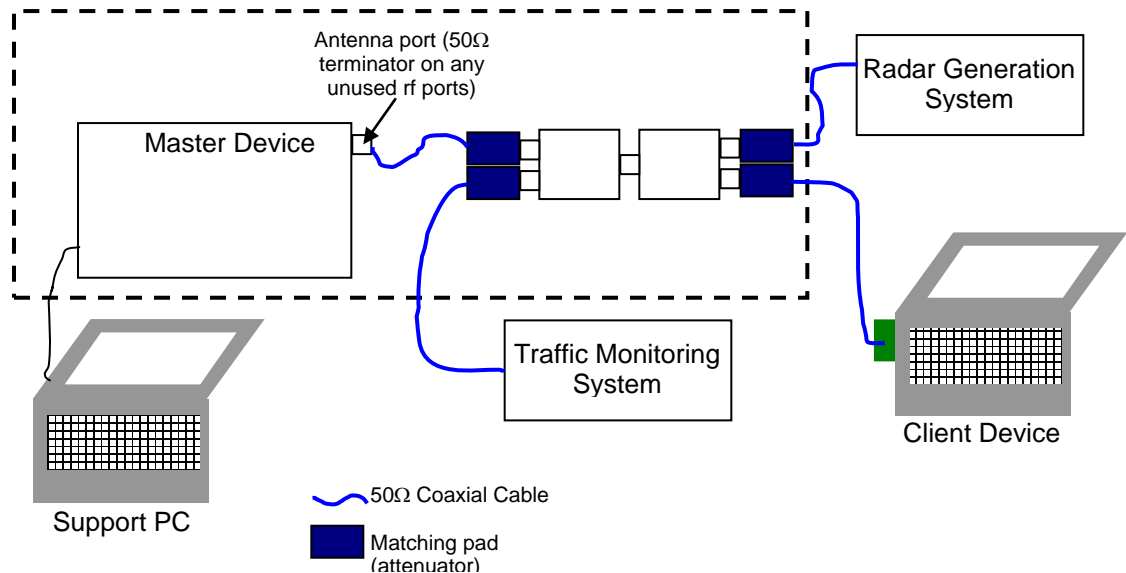 Antenna port (50Ω
terminator on any
unused rf ports)
Master Device
Radar Generation
System
Traffic Monitoring
System
Client Device
Support PC
50Ω Coaxial Cable
Matching pad
(attenuator)